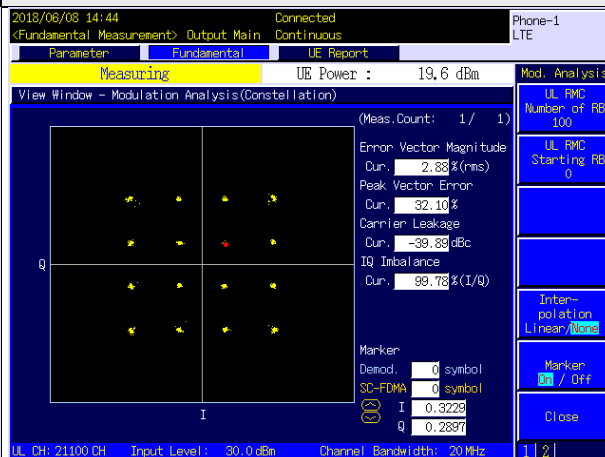 2018/06/08 14:44 Connected Phone-1
<Fundamental Measurement> Output Main Continuous LTE
Parameter Fundamental UE Report
Measuring UE Power : 19.6 dBm Mod. Analysis
View Window - Modulation Analysis(Constellation)
(Meas.Count: 1/ 1)
Error Vector Magnitude
Cur. 2.88 %(rms)
Peak Vector Error
Cur. 32.10 %
Carrier Leakage
Cur. -39.89 dBc
IQ Imbalance
Cur. 99.78 %(I/Q)
Marker
Demod. 0 symbol
SC-FDMA 0 symbol
I 0.3229
Q 0.2897
Q
I
UL RMC
Number of RB
100
UL RMC
Starting RB
0
Inter-
polation
Linear/None
Marker
On / Off
Close
UL CH: 21100 CH Input Level: 30.0 dBm Channel Bandwidth: 20 MHz 1 2